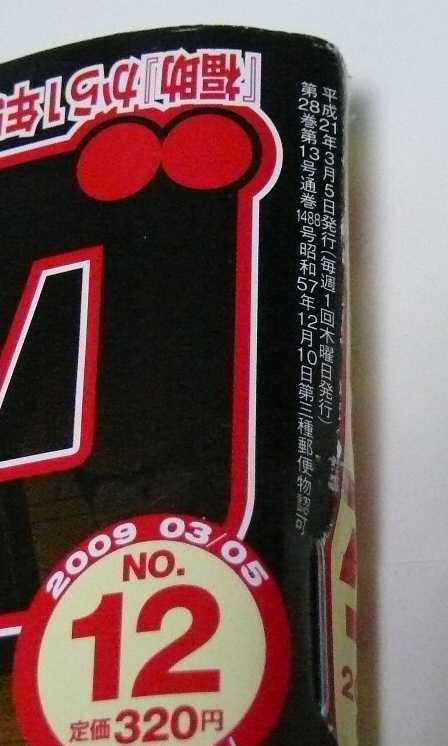 『福助』から1年
平成21年3月5日発行(毎週1回木曜日発行)
第28巻第13号通巻1488号昭和57年12月10日第三種郵便物認可
2009 03/05
NO.
12
定価320円